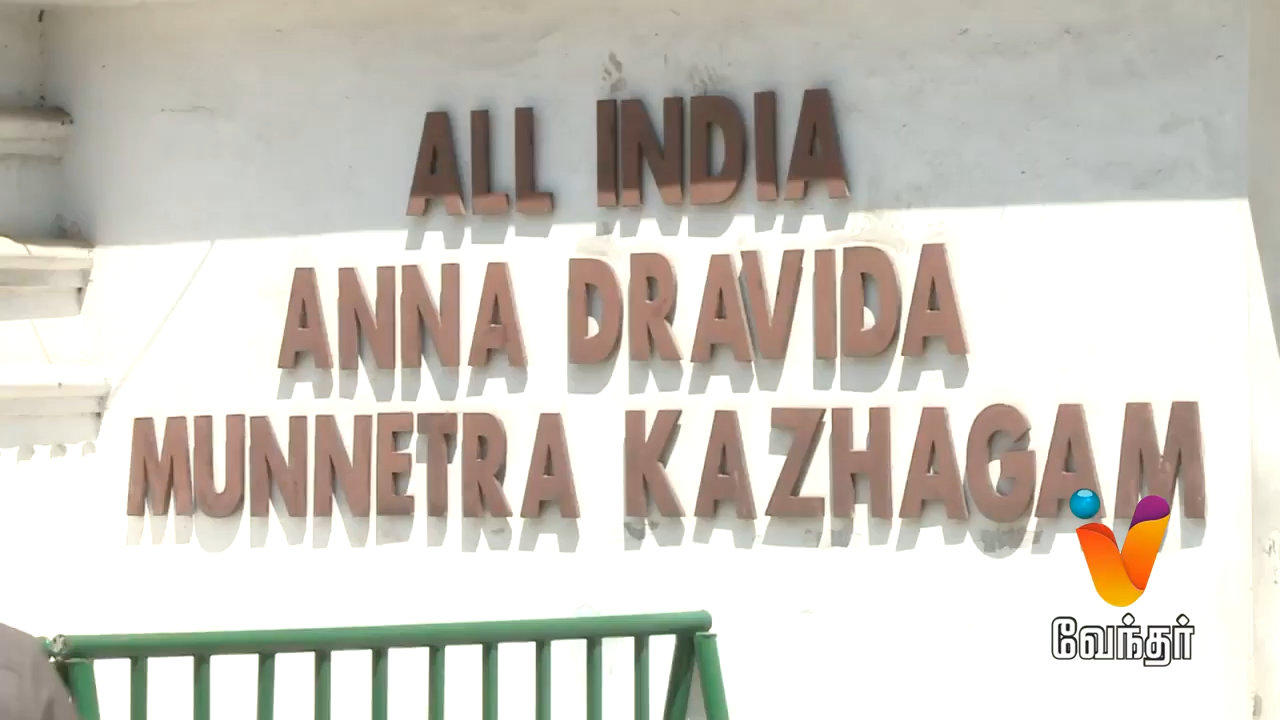 ALL INDIA
ANNA DRAVIDA
MUNNETRA KAZHAGAM
வேந்தர்